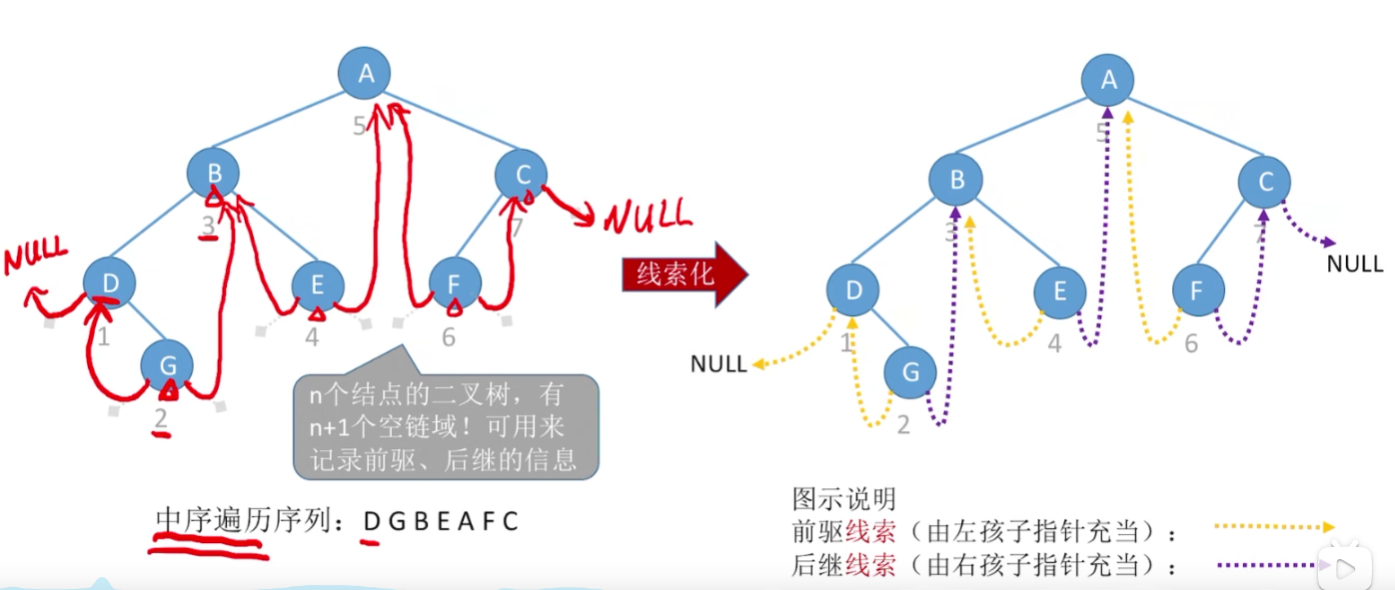 A
5
B
C
3
7
NULL
NULL
D
E
F
1
4
6
G
2
n个结点的二叉树，有
n+1个空链域！可用来
记录前驱、后继的信息
中序遍历序列：D G B E A F C
线索化
A
5
B
C
3
7
NULL
D
E
F
1
4
6
NULL
G
2
图示说明
前驱线索（由左孩子指针充当）：
后继线索（由右孩子指针充当）：